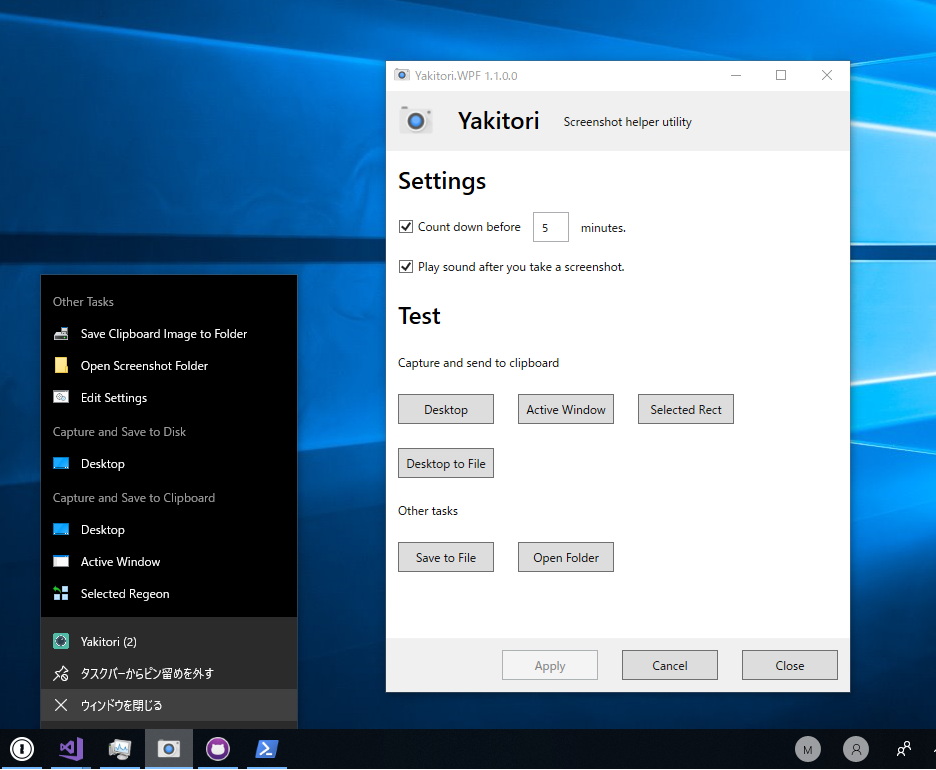 Yakitori.WPF 1.1.0.0
Yakitori Screenshot helper utility
Settings
Count down before 5 minutes.
Play sound after you take a screenshot.
Test
Capture and send to clipboard
Desktop Active Window Selected Rect
Desktop to File
Other tasks
Save to File Open Folder
Apply Cancel Close
Other Tasks
Save Clipboard Image to Folder
Open Screenshot Folder
Edit Settings
Capture and Save to Disk
Desktop
Capture and Save to Clipboard
Desktop
Active Window
Selected Regeon
Yakitori (2)
タスクバーからピン留めを外す
ウィンドウを閉じる
M